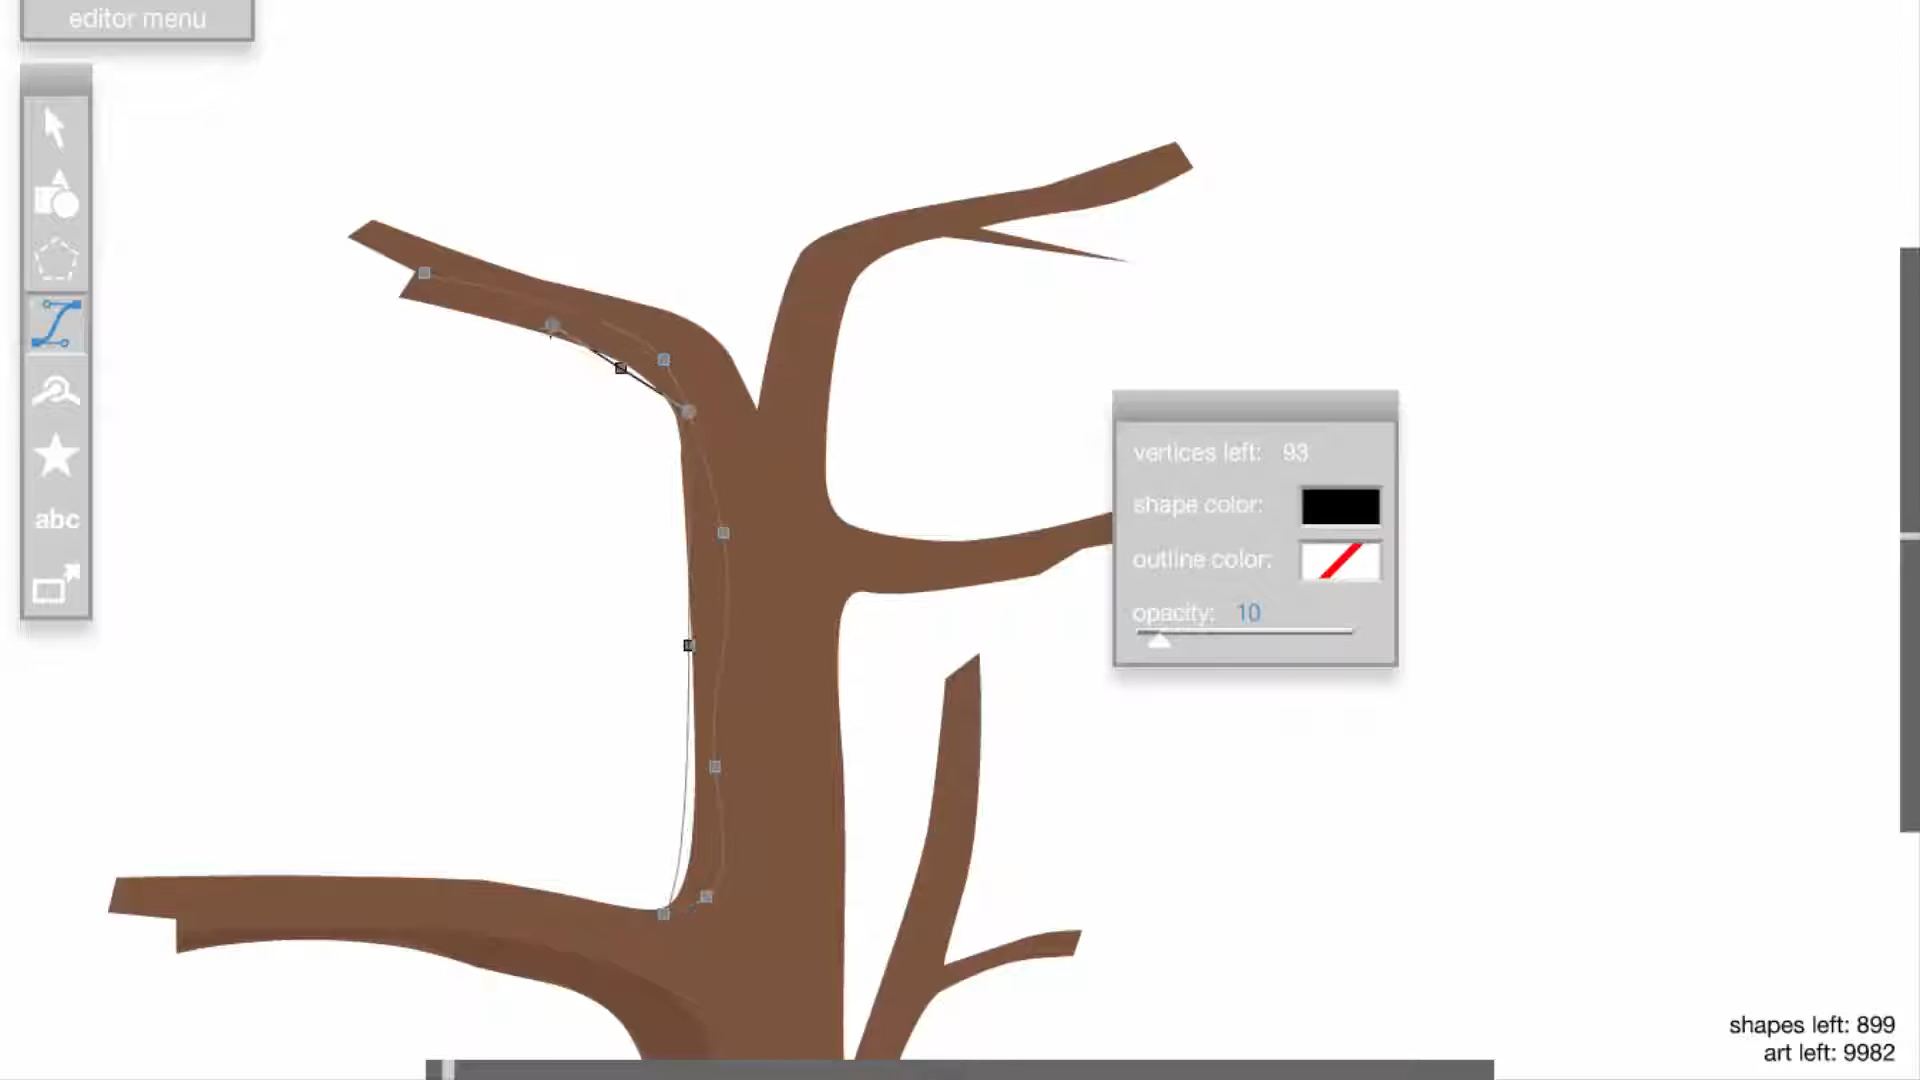 editor menu
abc
vertices left: 93
shape color:
outline color:
opacity: 10
shapes left: 899
art left: 9982